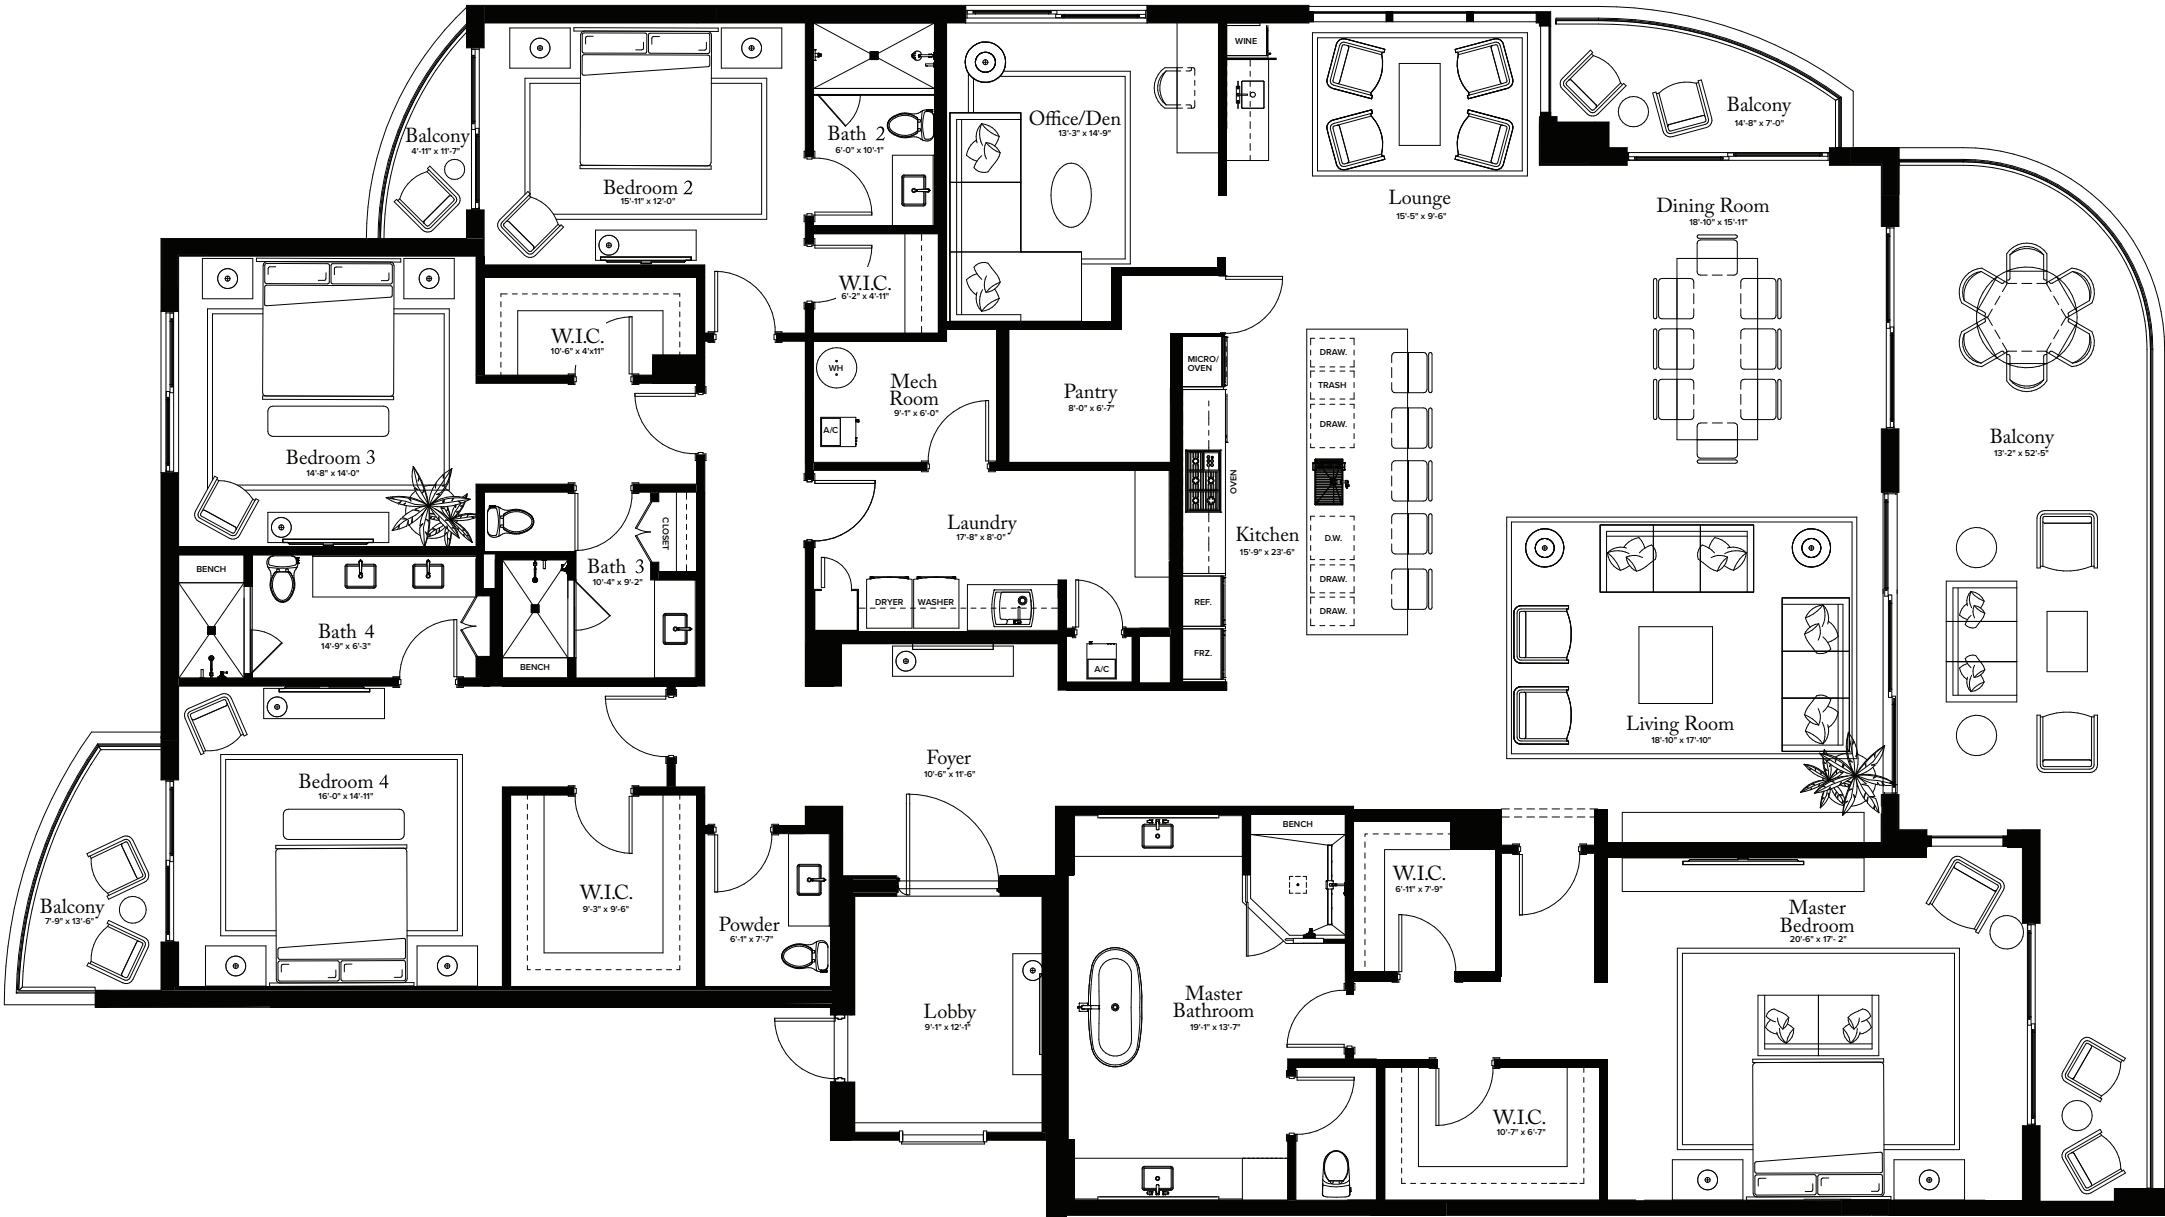 WINE
Balcony
14'-8" x 7'-0"
Office/Den
13'-3" x 14'-9"
Bath 2
6'-0" x 10'-1"
Balcony
4'-11" x 11'-7"
Bedroom 2
15'-11" x 12'-0"
Lounge
15'-5" x 9'-6"
Dining Room
18'-10" x 15'-11"
W.I.C.
6'-2" x 4'-11"
W.I.C.
10'-6" x 4'x11"
DRAW.
MICRO/
OVEN
WH
TRASH
Mech
Room
9'-1" x 6'-0"
Pantry
8'-0" x 6'-7"
DRAW.
A/C
Balcony
13'-2" x 52'-5"
Bedroom 3
14'-8" x 14'-0"
OVEN
CLOSET
Laundry
17'-8" x 8'-0"
Kitchen
15'-9" x 23'-6"
D.W.
BENCH
Bath 3
10'-4" x 9'-2"
DRAW.
DRYER
WASHER
REF.
DRAW.
Bath 4
14'-9" x 6'-3"
FRZ.
BENCH
A/C
Living Room
18'-10" x 17'-10"
Foyer
10'-6" x 11'-6"
Bedroom 4
16'-0" x 14'-11"
BENCH
W.I.C.
6'-11" x 7'-9"
W.I.C.
9'-3" x 9'-6"
Balcony
7'-9" x 13'-6"
Powder
6'-1" x 7'-7"
Master
Bedroom
20'-6" x 17'- 2"
Master
Bathroom
19'-1" x 13'-7"
Lobby
9'-1" x 12'-1"
W.I.C.
10'-7" x 6'-7"